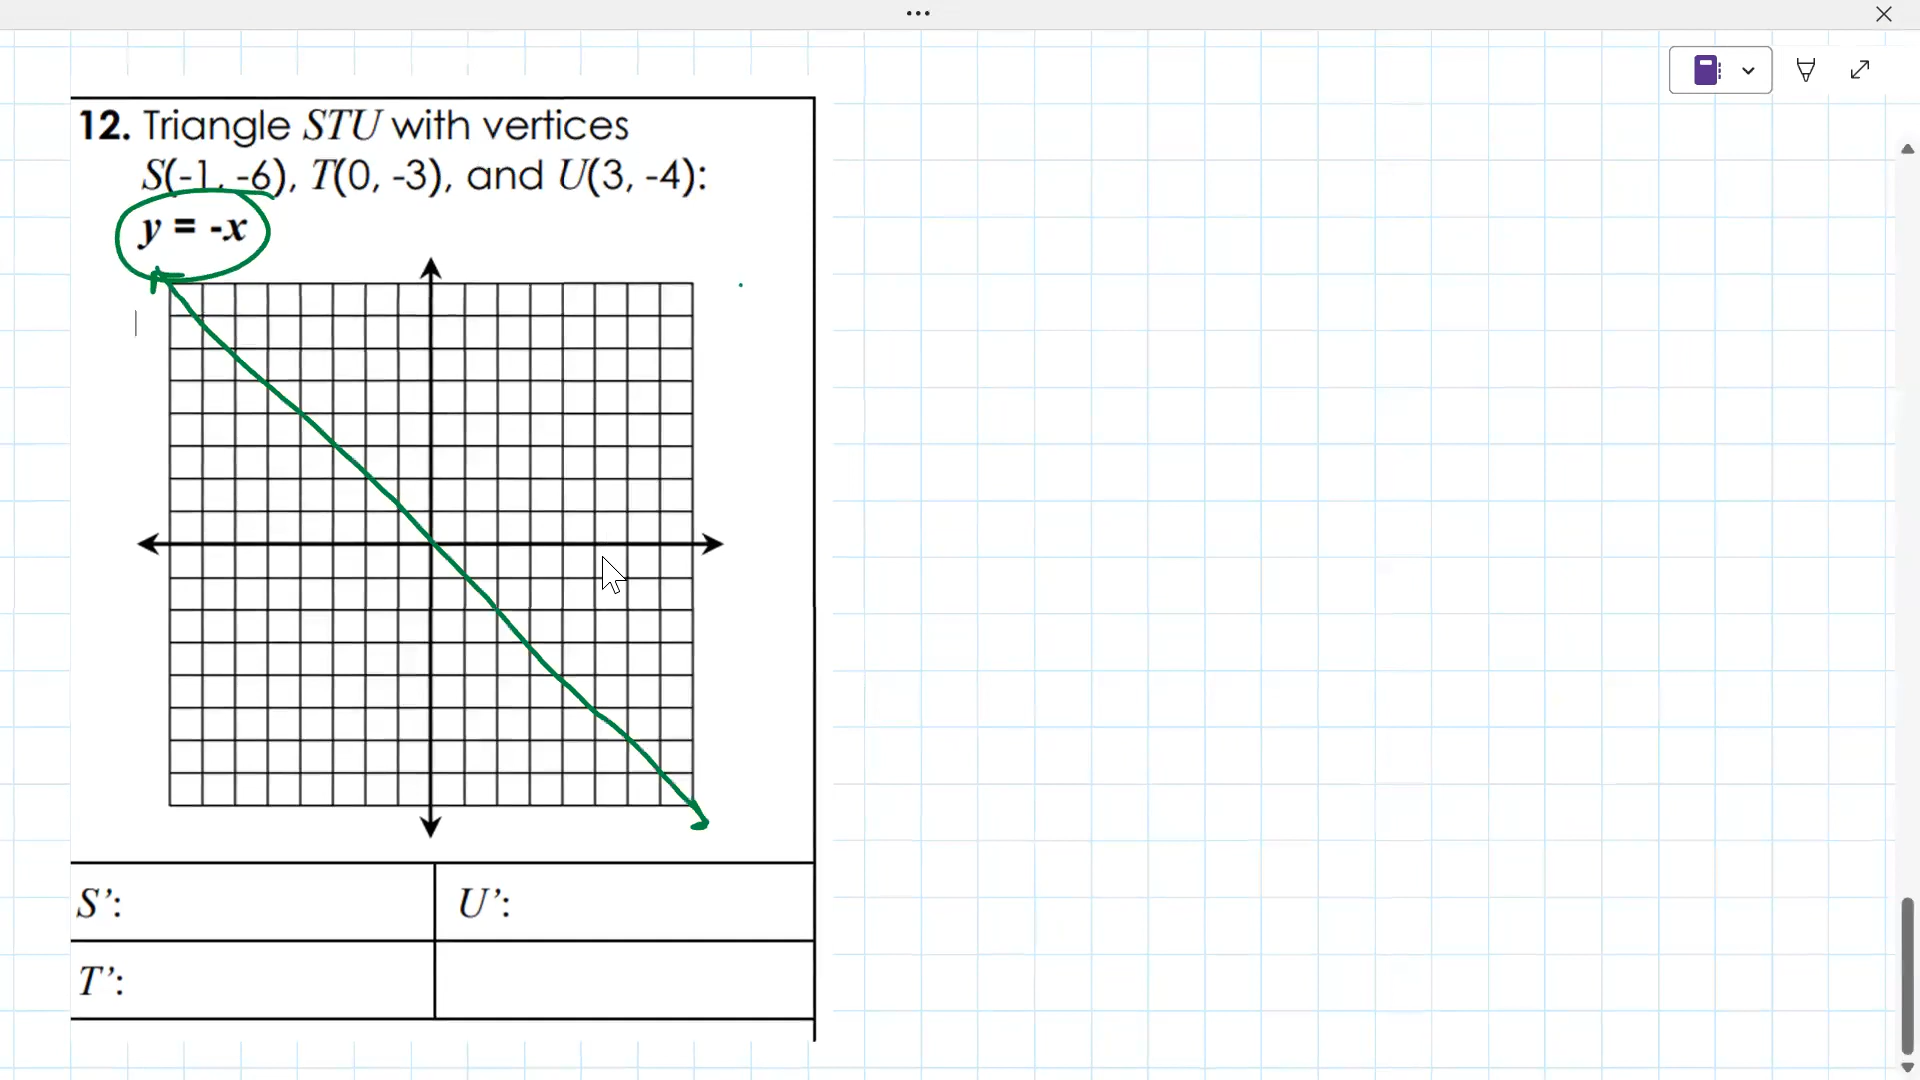 12. Triangle STU with vertices
S(-1, -6), T(0, -3), and U(3, -4):
y = -x
S’:
U’:
T’: